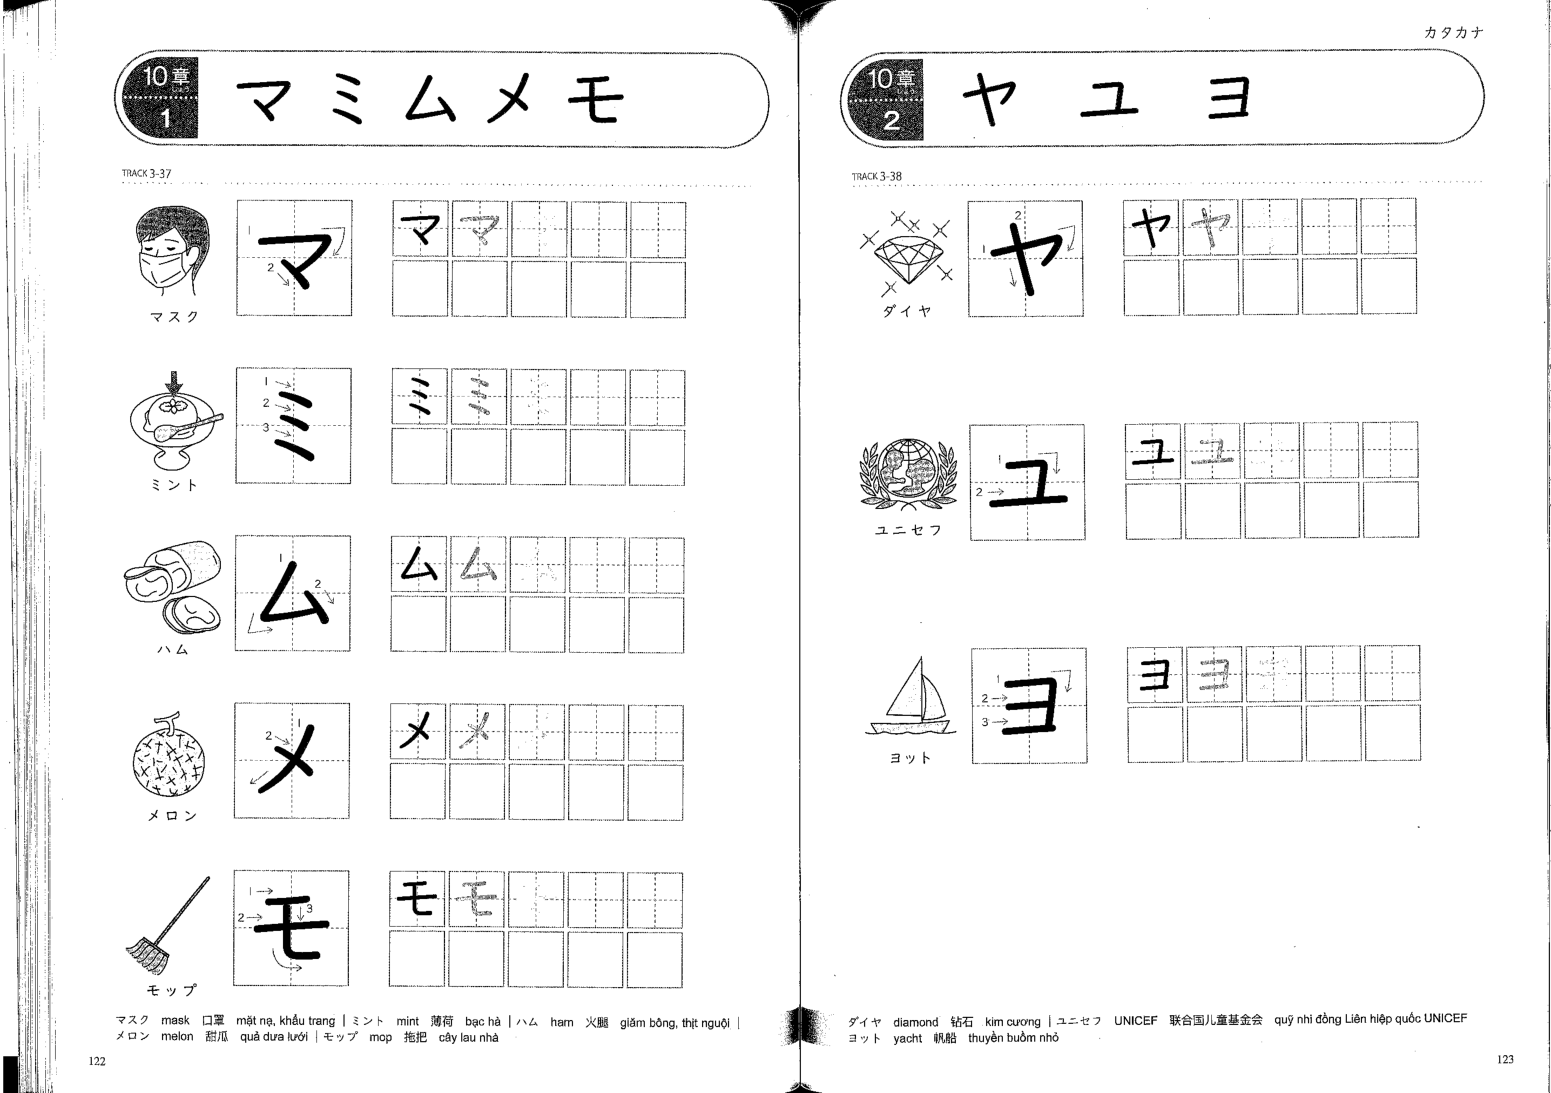 10章
1
マ ミ ム メ モ
TRACK 3-37
マスク
1
2
マ
マ マ
ミント
1
2
3
ミ
ミ ミ
ハム
1
2
ム
ム ム
メロン
1
2
メ
メ メ
モップ
1
2
3
モ
モ モ
マスク mask 口罩 mặt nạ, khẩu trang | ミント mint 薄荷 bạc hà | ハム ham 火腿 giăm bông, thịt nguội |
メロン melon 甜瓜 quả dưa lưới | モップ mop 拖把 cây lau nhà
122
カタカナ
10章
2
ヤ ユ ヨ
TRACK 3-38
ダイヤ
1
2
ヤ
ヤ ヤ
ユニセフ
1
2
ユ
ユ ユ
ヨット
1
2
3
ヨ
ヨ ヨ
ダイヤ diamond 钻石 kim cương | ユニセフ UNICEF 联合国儿童基金会 quỹ nhi đồng Liên hiệp quốc UNICEF
ヨット yacht 帆船 thuyền buồm nhỏ
123